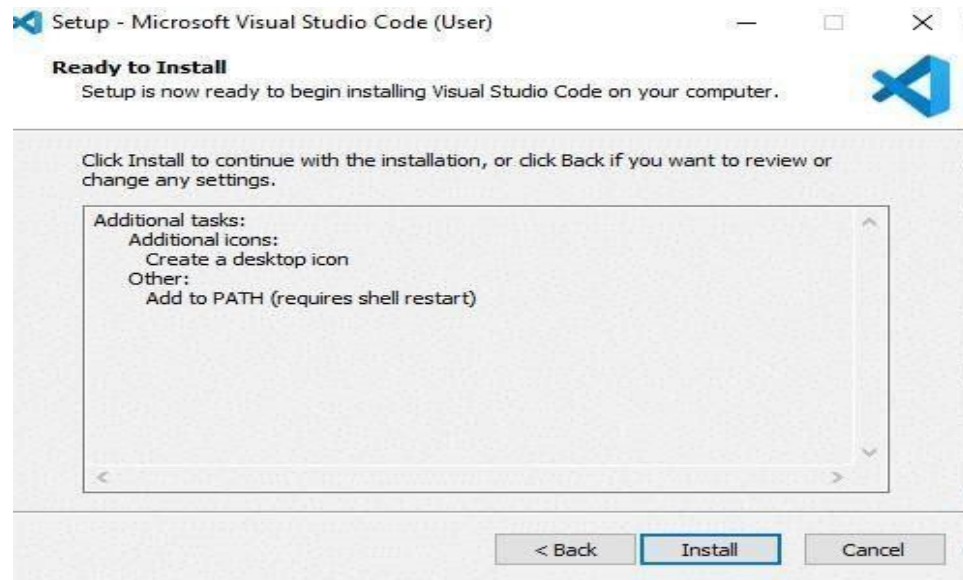 Setup - Microsoft Visual Studio Code (User)
Ready to Install
Setup is now ready to begin installing Visual Studio Code on your computer.
Click Install to continue with the installation, or click Back if you want to review or
change any settings.
Additional tasks:
Additional icons:
Create a desktop icon
Other:
Add to PATH (requires shell restart)
< Back Install Cancel